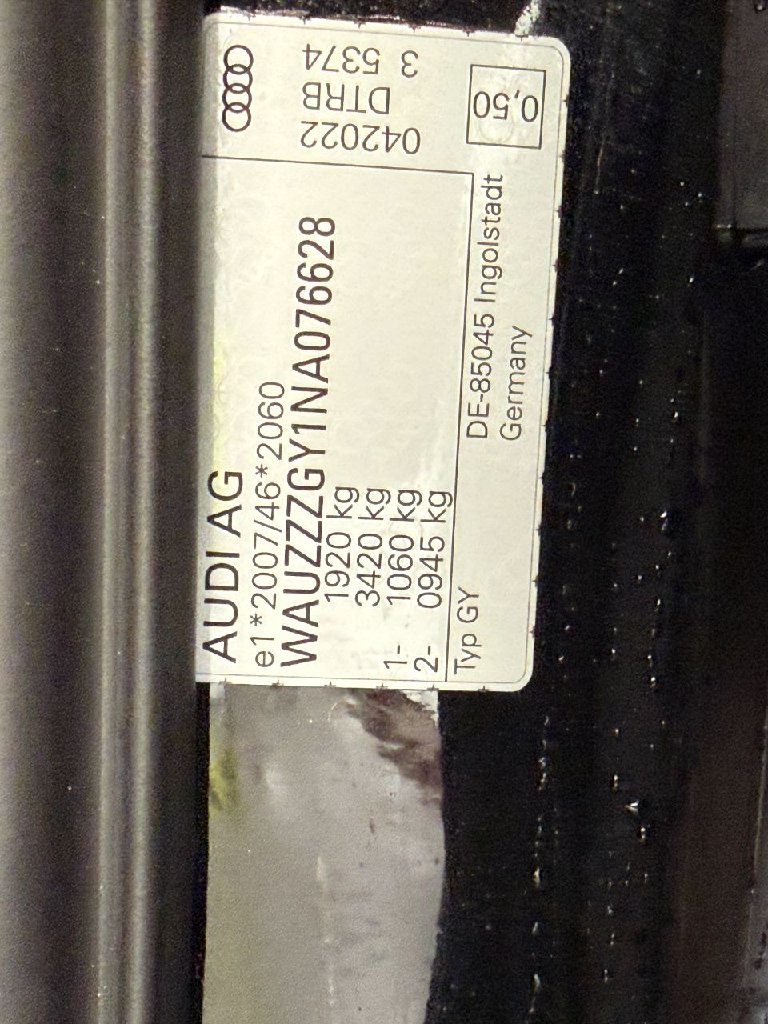 AUDI AG
e1*2007/46*2060
WAUZZZGY1NA076628
1920 kg
3420 kg
1- 1060 kg
2- 0945 kg
Typ GY
DE-85045 Ingolstadt
Germany
042022
DTRB
3 5374
0,50